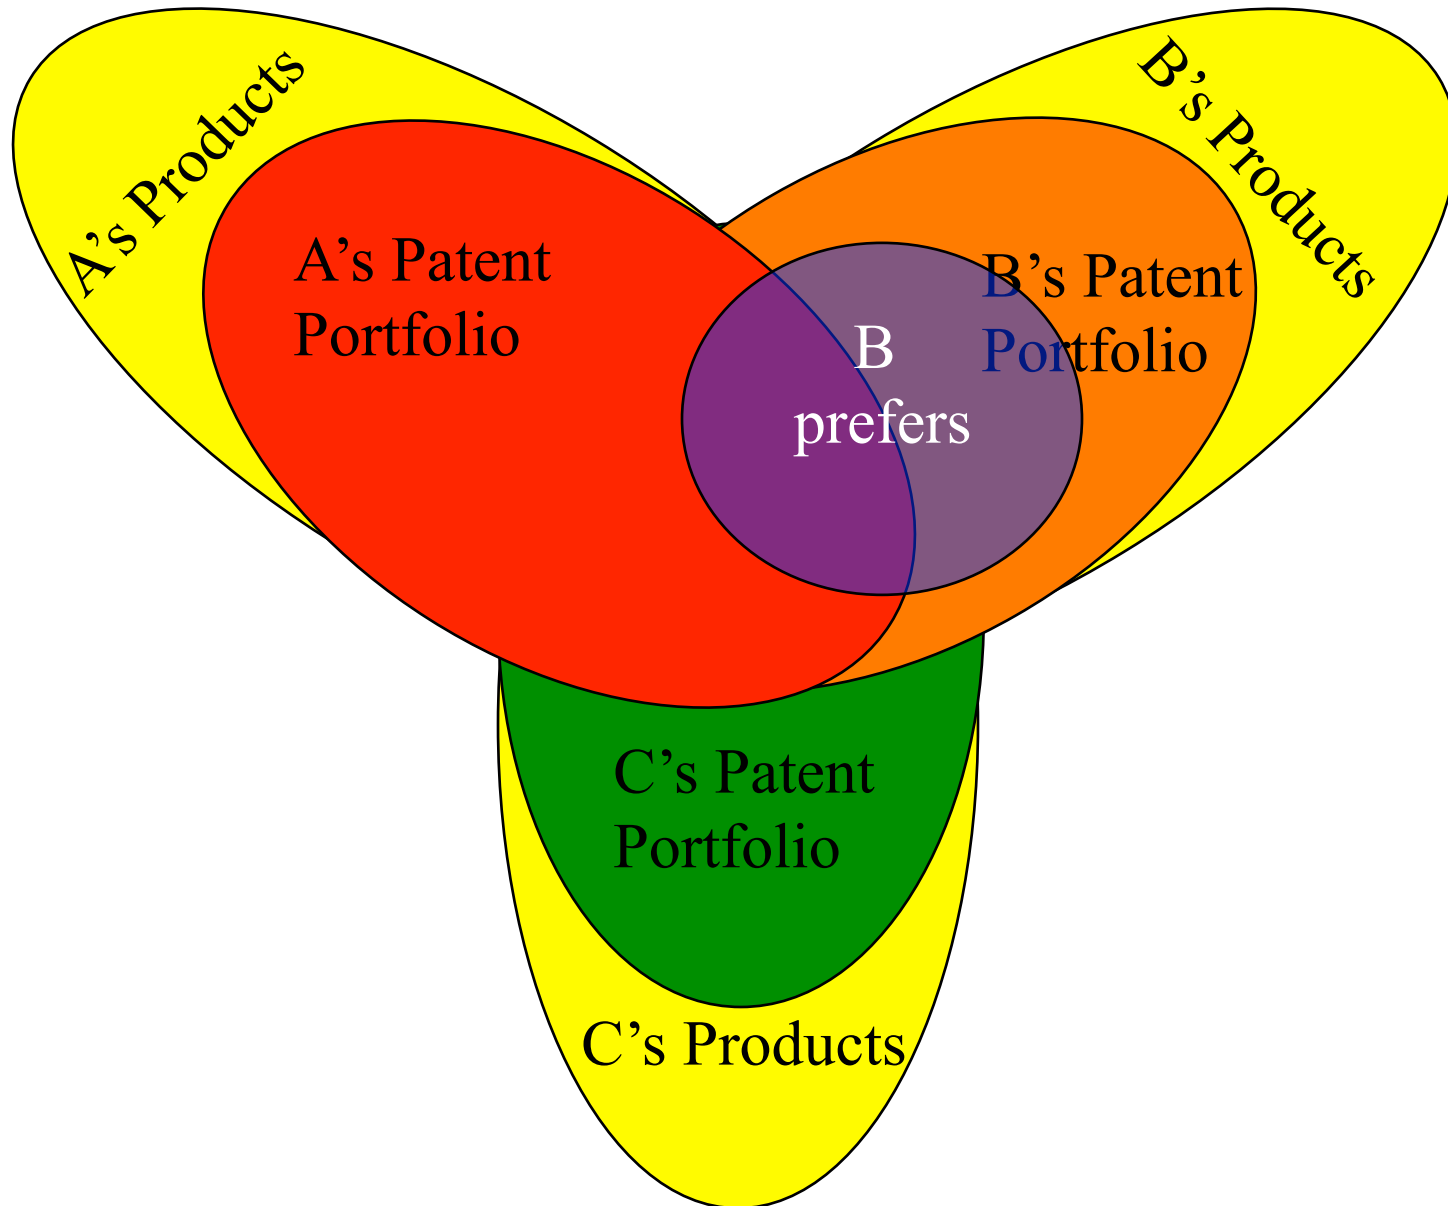 A’s Products
B’s Products
A’s Patent
Portfolio
B’s Patent
Portfolio
B
prefers
C’s Patent
Portfolio
C’s Products